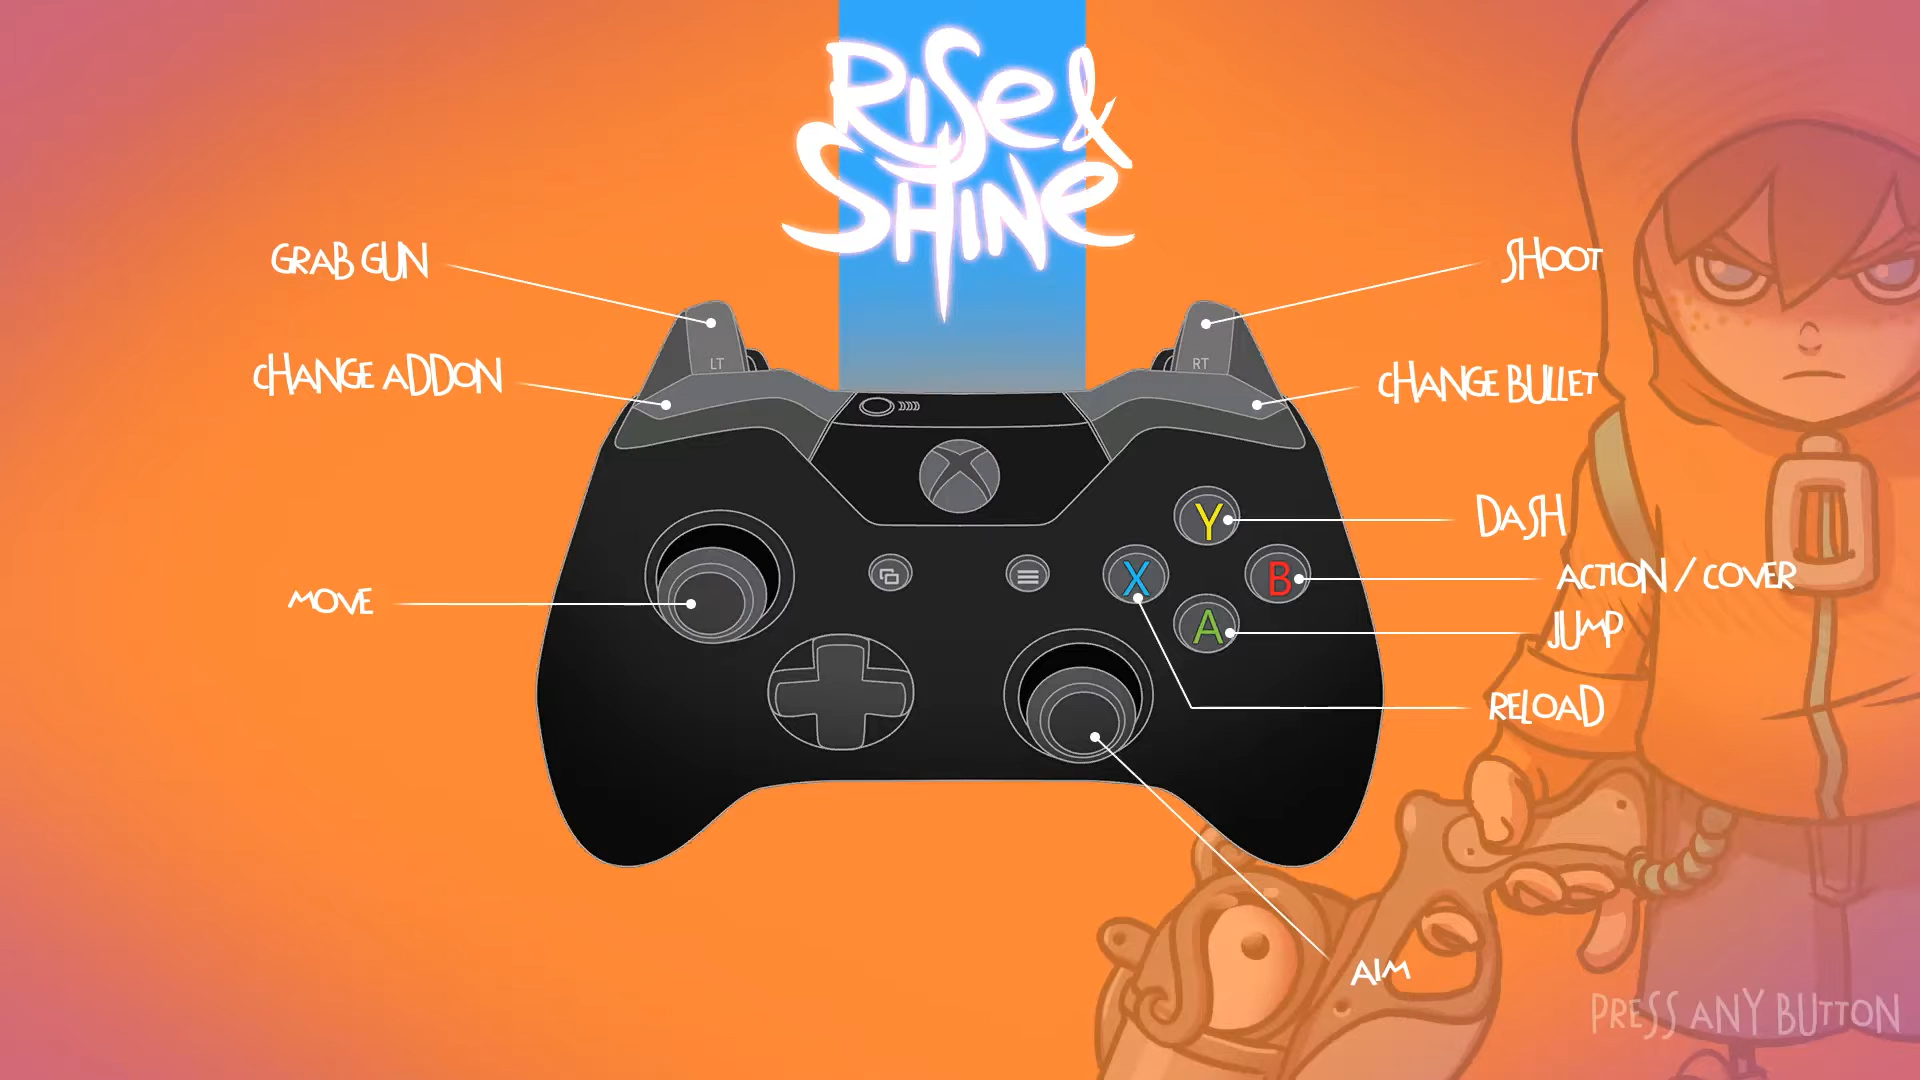 RISE &
SHINE
GRAB GUN
SHOOT
LT
RT
CHANGE ADDON
CHANGE BULLET
Y
DASH
X
B
ACTION / COVER
MOVE
A
JUMP
RELOAD
AIM
PRESS ANY BUTTON